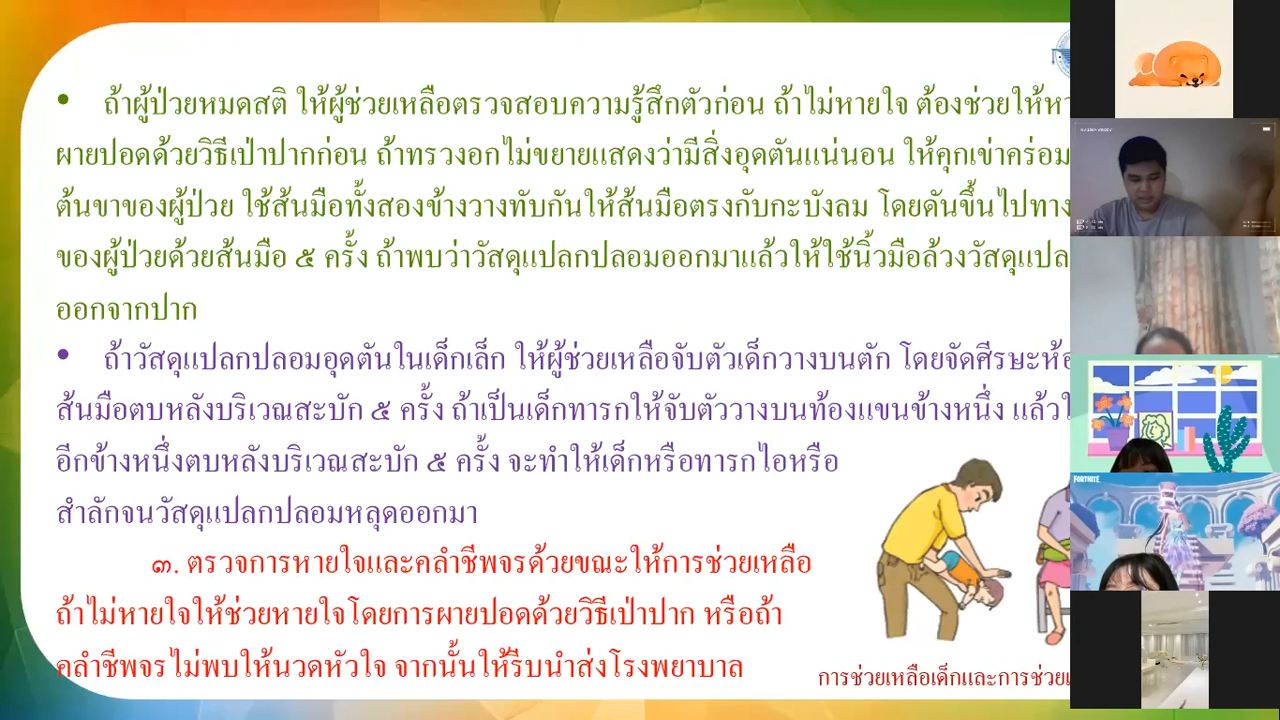 • ถ้าผู้ป่วยหมดสติ ให้ผู้ช่วยเหลือตรวจสอบความรู้สึกตัวก่อน ถ้าไม่หายใจ ต้องช่วยให้
ผายปอดด้วยวิธีเป่าปากก่อน ถ้าทรวงอกไม่ขยายแสดงว่ามีสิ่งอุดตันแน่นอน ให้คุกเข่าคร่อม
ต้นขาของผู้ป่วย ใช้ส้นมือทั้งสองข้างวางทับกันให้ส้นมือตรงกับกะบังลม โดยดันขึ้นไปทาง
ของผู้ป่วยด้วยส้นมือ ๕ ครั้ง ถ้าพบว่าวัสดุแปลกปลอมออกมาแล้วให้ใช้นิ้วมือล้วงวัสดุ
ออกจากปาก
• ถ้าวัสดุแปลกปลอมอุดตันในเด็กเล็ก ให้ผู้ช่วยเหลือจับตัวเด็กวางบนตัก โดยจัดศีรษะ
ส้นมือตบหลังบริเวณสะบัก ๕ ครั้ง ถ้าเป็นเด็กทารกให้จับตัววางบนท้องแขนข้างหนึ่ง แล้ว
อีกข้างหนึ่งตบหลังบริเวณสะบัก ๕ ครั้ง จะทำให้เด็กหรือทารกไอหรือ
สำลักจนวัสดุแปลกปลอมหลุดออกมา
๓. ตรวจการหายใจและคลำชีพจรด้วยขณะให้การช่วยเหลือ
ถ้าไม่หายใจให้ช่วยหายใจโดยการผายปอดด้วยวิธีเป่าปาก หรือถ้า
คลำชีพจรไม่พบให้นวดหัวใจ จากนั้นให้รีบนำส่งโรงพยาบาล
การช่วยเหลือเด็กและการช่วย
FORTNITE